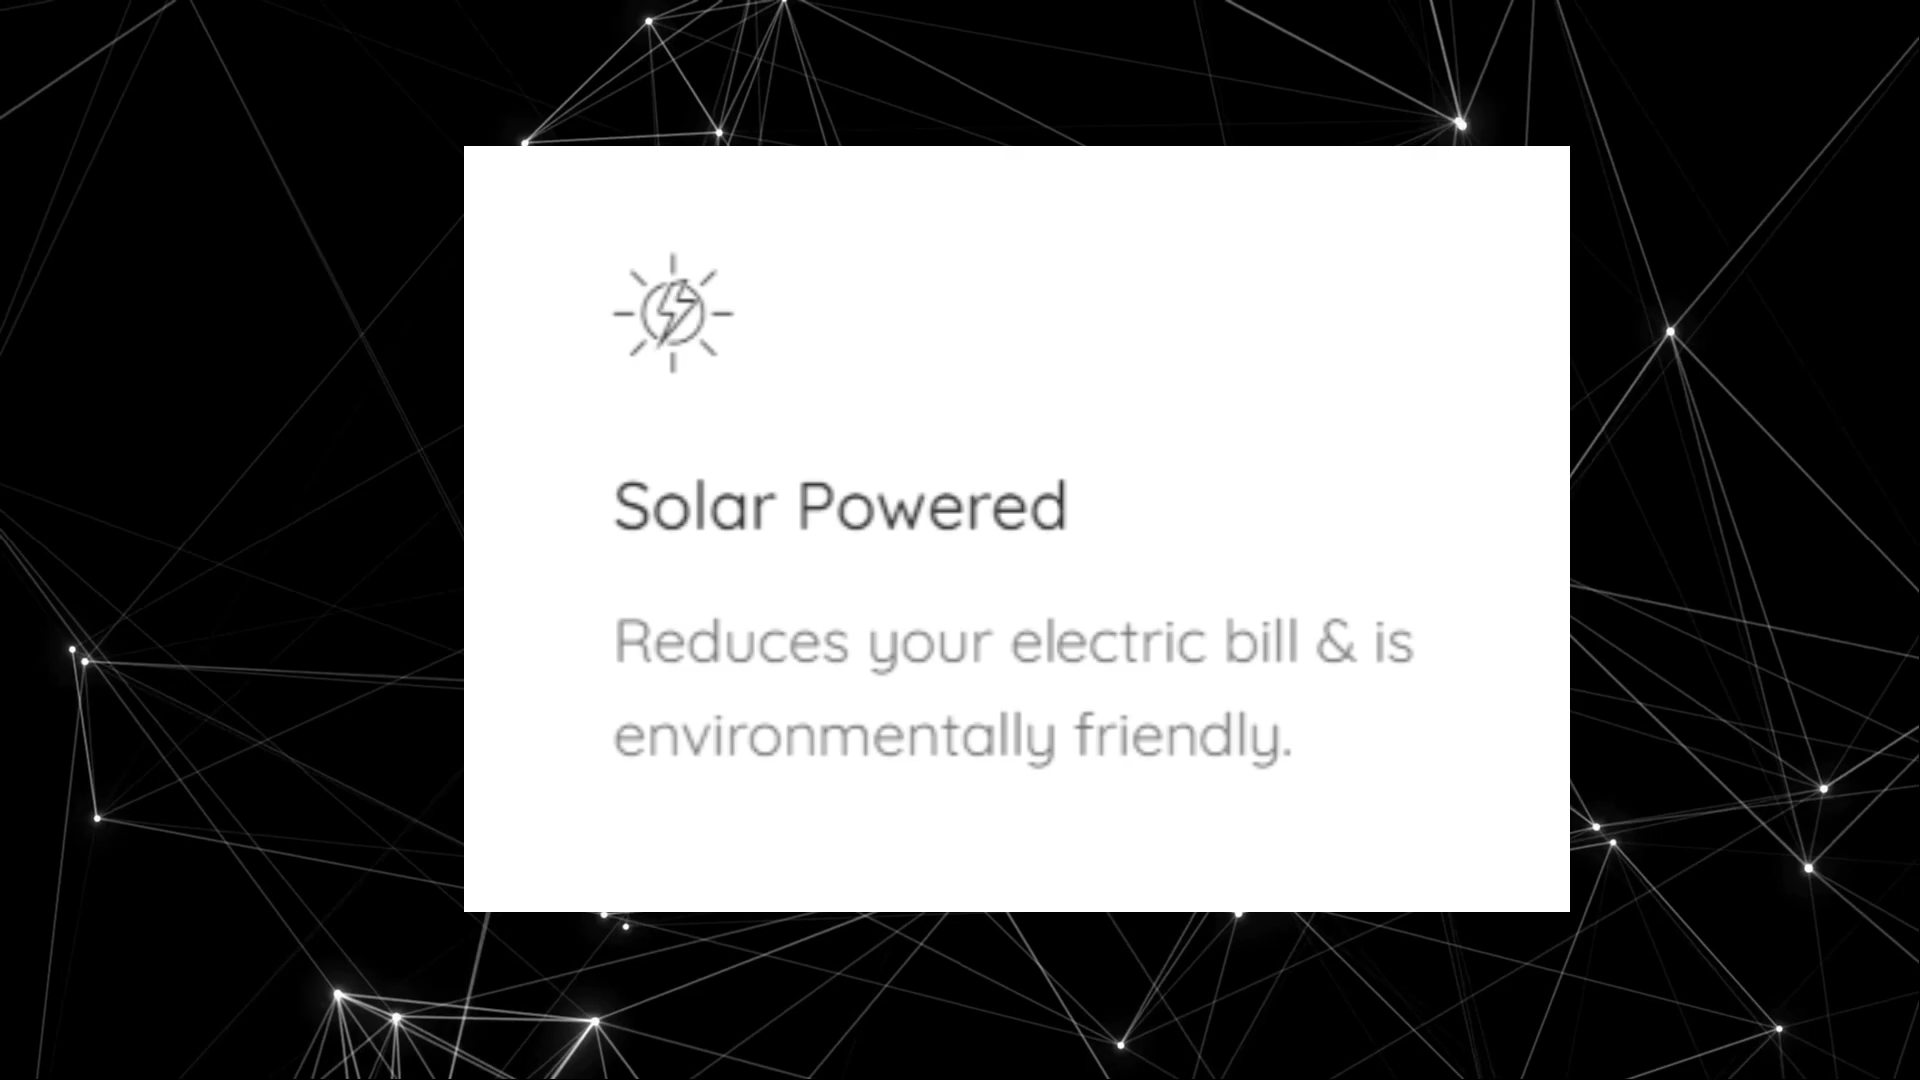 Solar Powered
Reduces your electric bill & is
environmentally friendly.